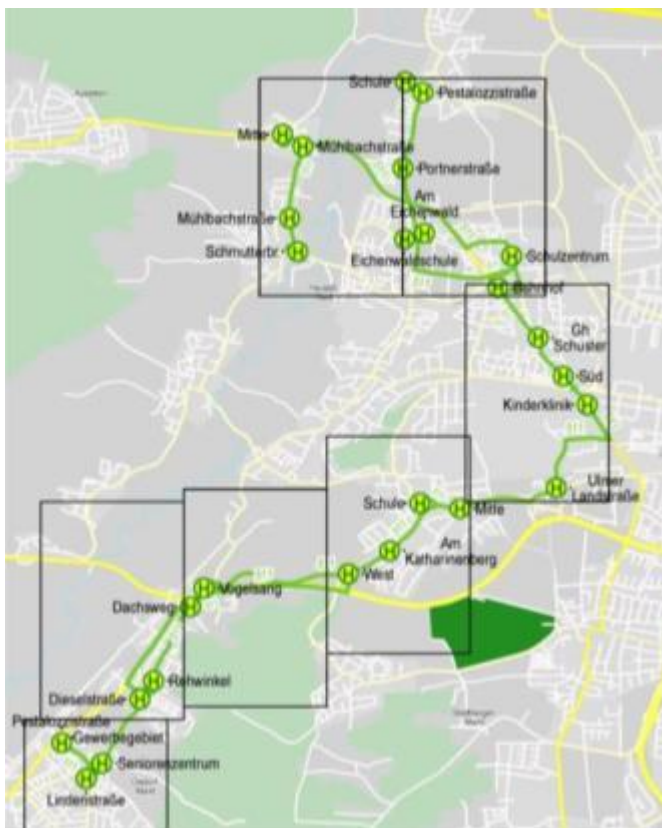 Schule
Pestalozzistraße
Mitte
Mühlbachstraße
Portnerstraße
Am
Eichenwald
Mühlbachstraße
Schmutterbr
Eichenwaldschule
Schulzentrum
Bahnhof
Gh
Schuster
Süd
Kinderklinik
Ulmer
Landstraße
Schule
Mitte
Am
Katharinenberg
West
Vogelsang
Dachsweg
Rehwinkel
Dieselstraße
Pestalozzistraße
Gewerbegebiet
Seniorenzentrum
Lindenstraße